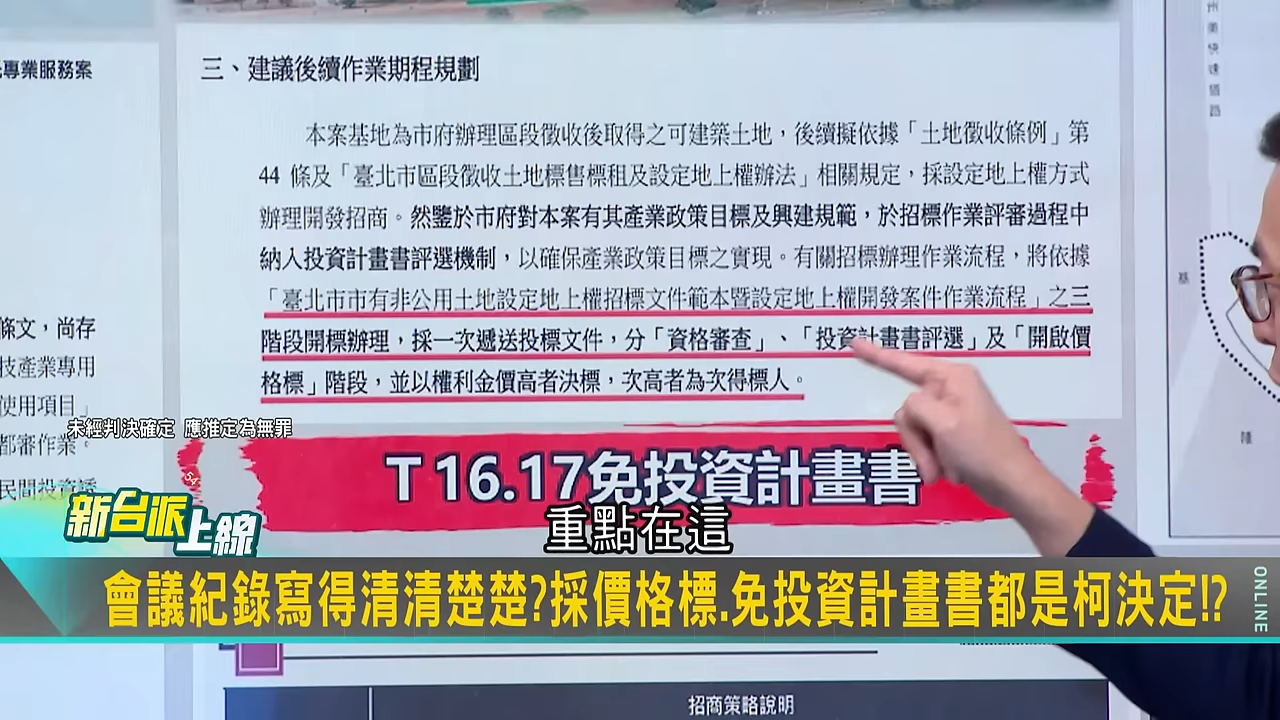 專業服務案
三、建議後續作業期程規劃
本案基地為市府辦理區段徵收後取得之可建築土地，後續擬依據「土地徵收條例」第
44 條及「臺北市區段徵收土地標售標租及設定地上權辦法」相關規定，採設定地上權方式
辦理開發招商。然鑒於市府對本案有其產業政策目標及興建規範，於招標作業評審過程中
納入投資計畫書評選機制，以確保產業政策目標之實現。有關招標辦理作業流程，將依據
「臺北市市有非公用土地設定地上權招標文件範本暨設定地上權開發案件作業流程」之三
階段開標辦理，採一次遞送投標文件，分「資格審查」、「投資計畫書評選」及「開啟價
格標」階段，並以權利金價高者決標，次高者為次得標人。
條文，尚存
技產業專用
使用項目」
都審作業。
民間投資
未經判決確定 應推定為無罪
T 16.17免投資計畫書
54
新台派
上線
重點在這
會議紀錄寫得清清楚楚?採價格標.免投資計畫書都是柯決定!?
ONLINE
招商策略說明
州美快速道路
基
陸